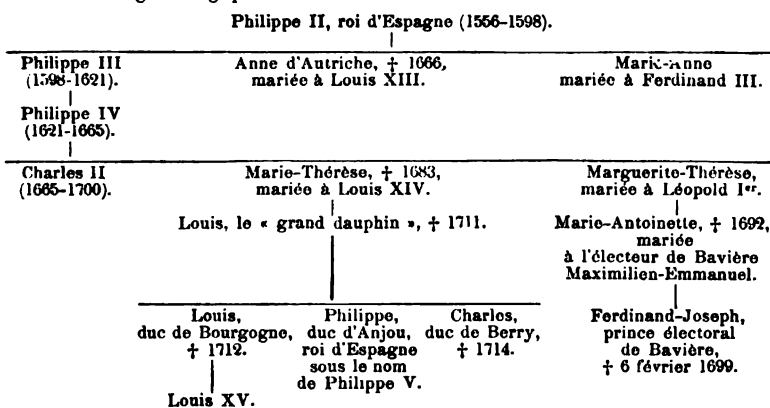 Philippe II, roi d'Espagne (1556-1598).
Philippe III
(1598-1621).
Anne d'Autriche, † 1666,
mariée à Louis XIII.
Marie-Anne
mariée à Ferdinand III.
Philippe IV
(1621-1665).
Charles II
(1665-1700).
Marie-Thérèse, † 1683,
mariée à Louis XIV.
Marguerite-Thérèse,
mariée à Léopold Ier.
Louis, le « grand dauphin », † 1711.
Marie-Antoinette, † 1692,
mariée
à l'électeur de Bavière
Maximilien-Emmanuel.
Louis,
duc de Bourgogne,
† 1712.
Philippe,
duc d'Anjou,
roi d'Espagne
sous le nom
de Philippe V.
Charles,
duc de Berry,
† 1714.
Ferdinand-Joseph,
prince électoral
de Bavière,
† 6 février 1699.
Louis XV.